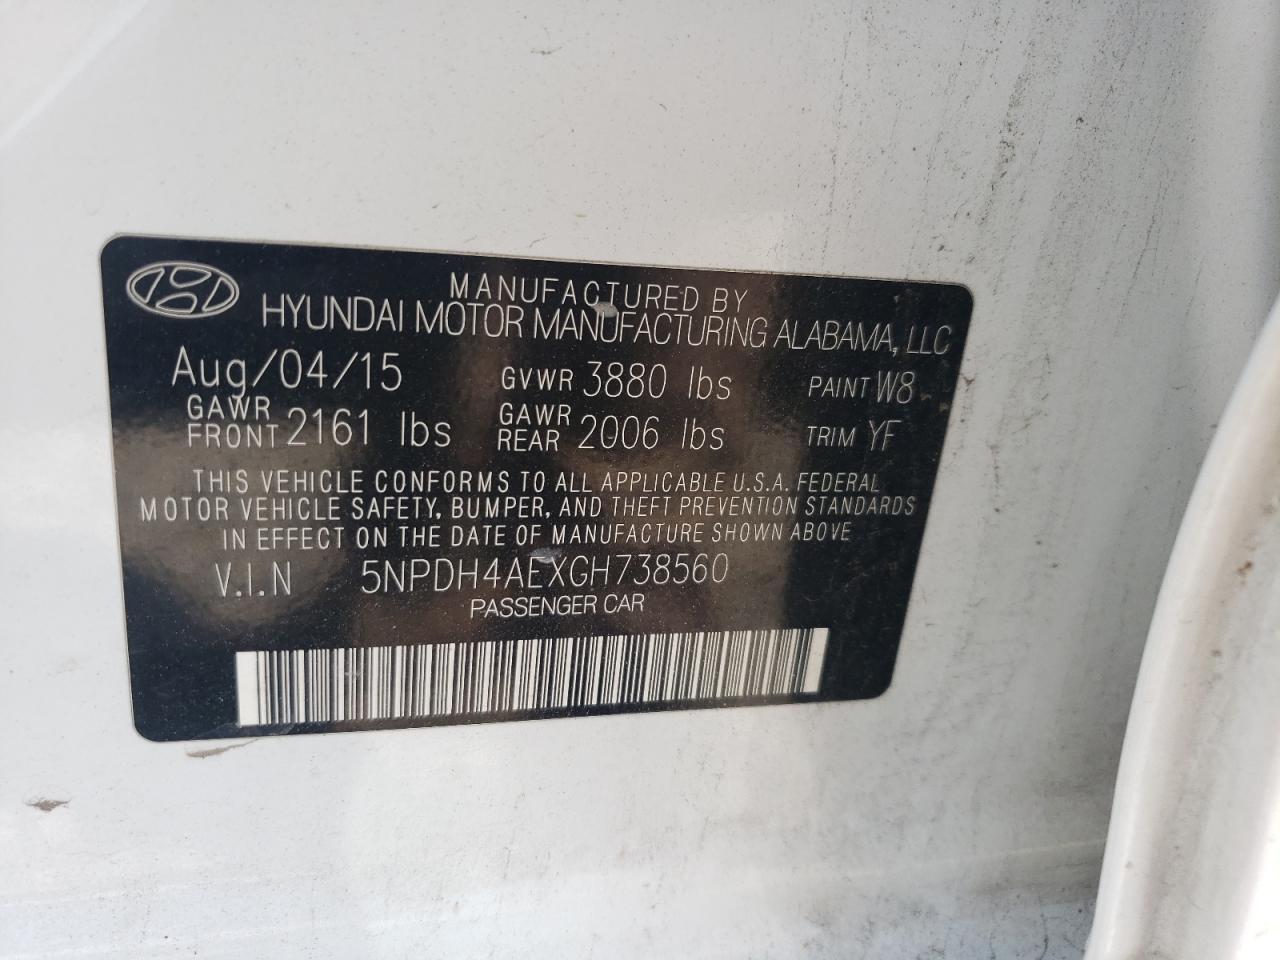 MANUFACTURED BY
HYUNDAI MOTOR MANUFACTURING ALABAMA, LLC
Aug/04/15 GVWR 3880 lbs PAINT W8
GAWR FRONT 2161 lbs GAWR REAR 2006 lbs TRIM YF
THIS VEHICLE CONFORMS TO ALL APPLICABLE U.S.A. FEDERAL
MOTOR VEHICLE SAFETY, BUMPER, AND THEFT PREVENTION STANDARDS
IN EFFECT ON THE DATE OF MANUFACTURE SHOWN ABOVE
V.I.N 5NPDH4AEXGH738560
PASSENGER CAR